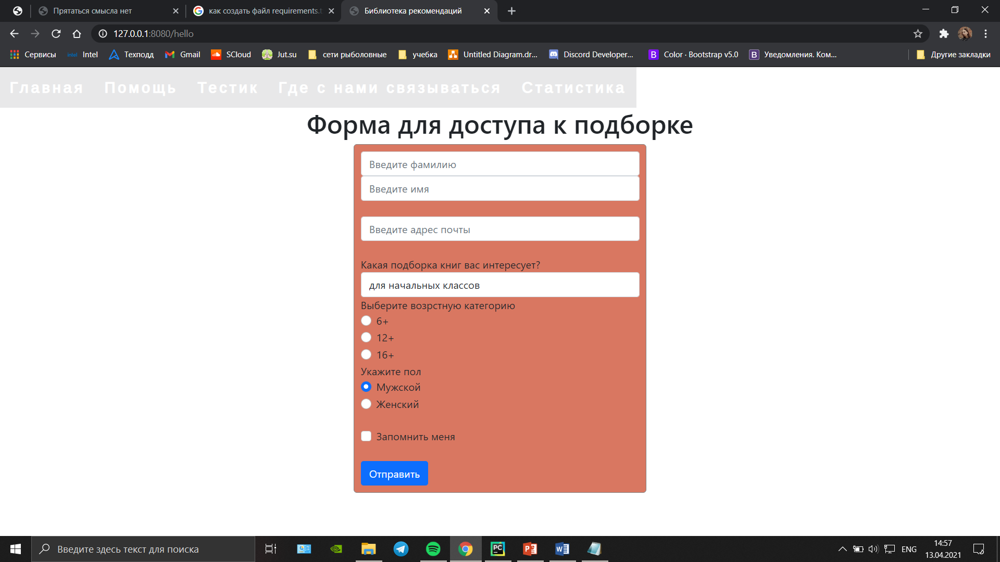 Прятаться смысла нет
как создать файл requirements.t
Библиотека рекомендаций
127.0.0.1:8080/hello
Сервисы intel Intel Техподд Gmail SCloud Jut.su сети рыболовные учебка Untitled Diagram.dr... Discord Developer... B Color · Bootstrap v5.0 B Уведомления. Ком... Другие закладки
Главная Помощь Тестик Где с нами связываться Статистика
Форма для доступа к подборке
Введите фамилию
Введите имя
Введите адрес почты
Какая подборка книг вас интересует?
для начальных классов
Выберите возрстную категорию
6+
12+
16+
Укажите пол
Мужской
Женский
Запомнить меня
Отправить
Введите здесь текст для поиска
PC
P
W
ENG
14:57
13.04.2021